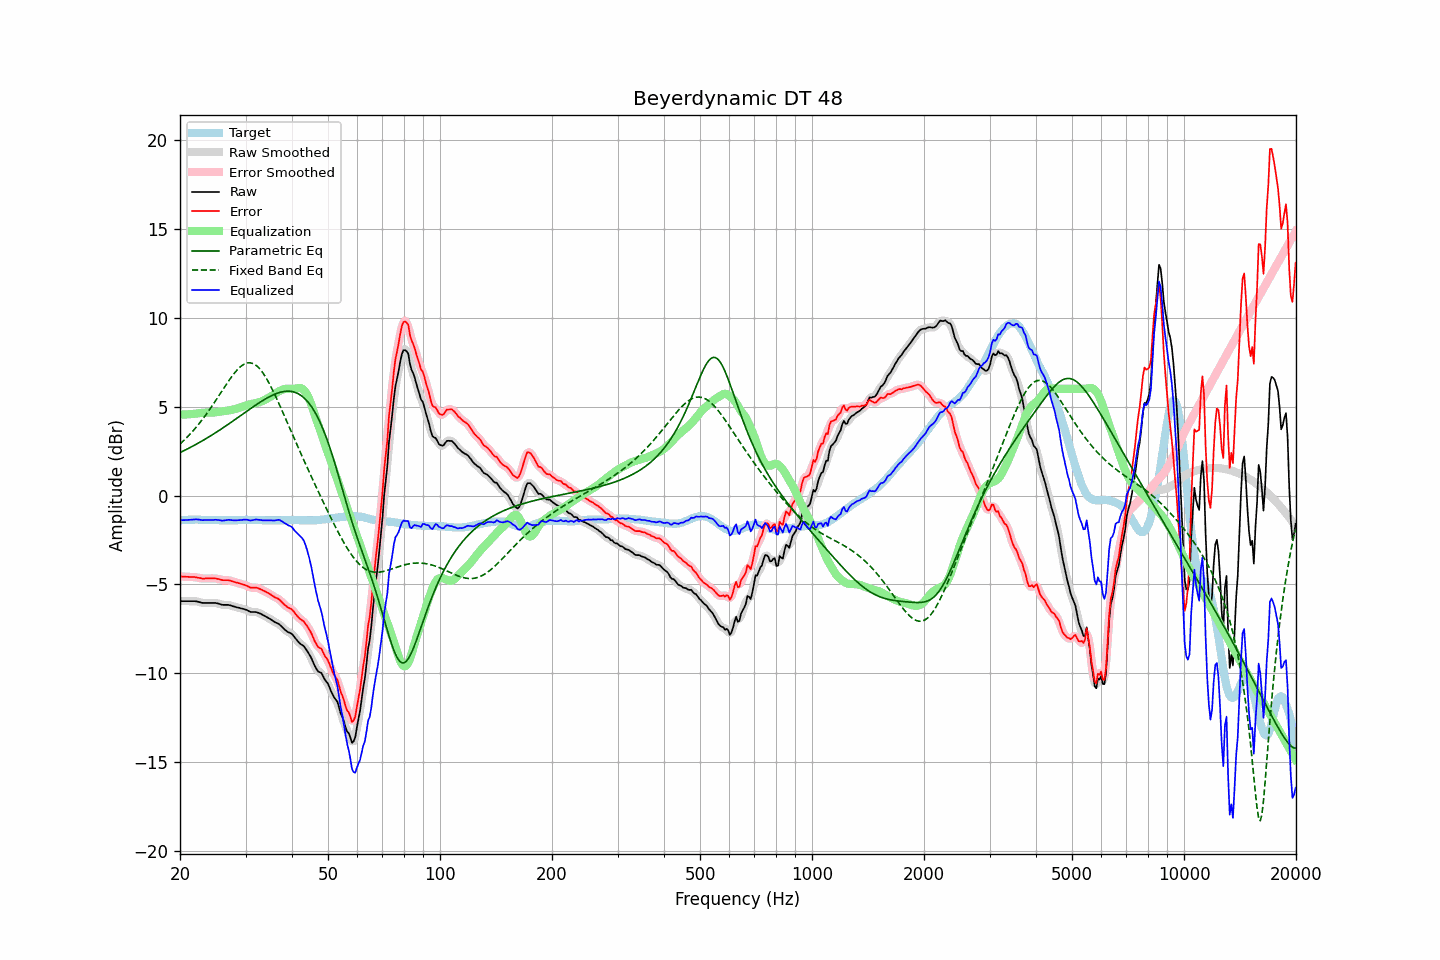 Beyerdynamic DT 48
Target
Raw Smoothed
Error Smoothed
Raw
Error
Equalization
Parametric Eq
Fixed Band Eq
Equalized
Amplitude (dBr)
20
15
10
5
0
−5
−10
−15
−20
20
50
100
200
500
1000
2000
5000
10000
20000
Frequency (Hz)